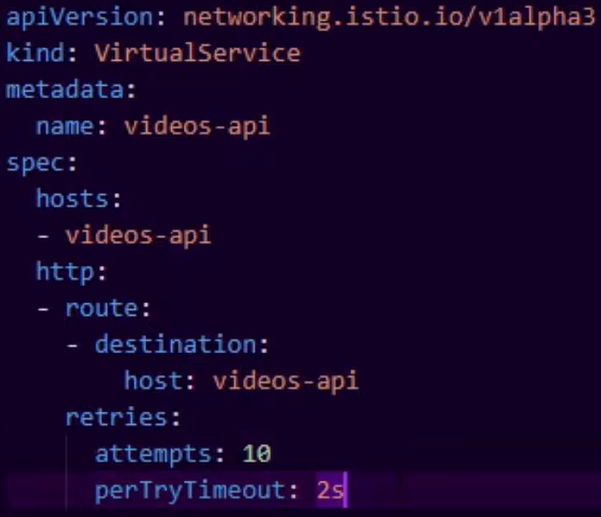 apiVersion: networking.istio.io/v1alpha3
kind: VirtualService
metadata:
  name: videos-api
spec:
  hosts:
  - videos-api
  http:
  - route:
    - destination:
        host: videos-api
    retries:
      attempts: 10
      perTryTimeout: 2s